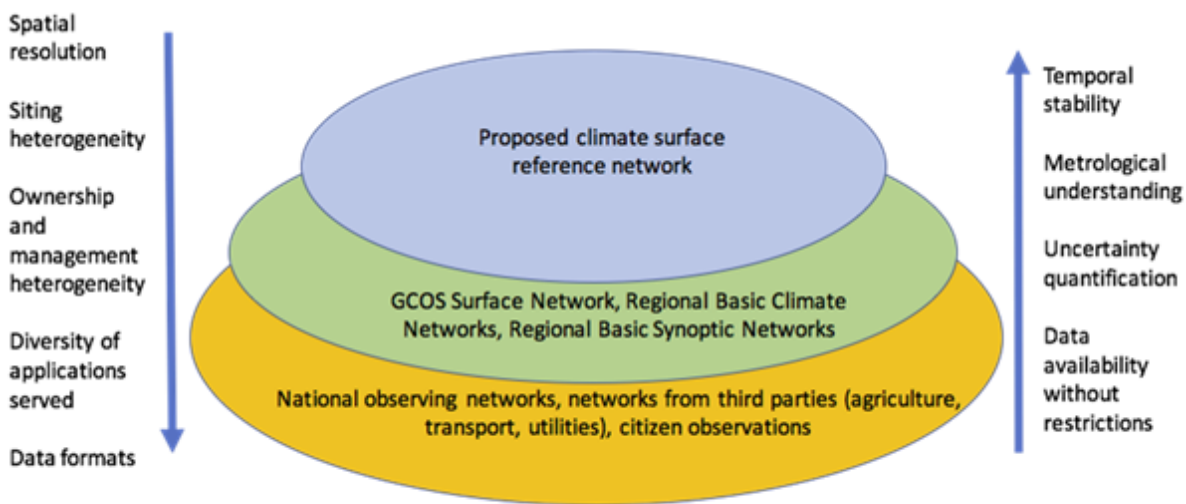 Spatial
resolution
Siting
heterogeneity
Ownership
and
management
heterogeneity
Diversity of
applications
served
Data formats
Proposed climate surface
reference network
GCOS Surface Network, Regional Basic Climate
Networks, Regional Basic Synoptic Networks
National observing networks, networks from third parties (agriculture,
transport, utilities), citizen observations
Temporal
stability
Metrological
understanding
Uncertainty
quantification
Data
availability
without
restrictions